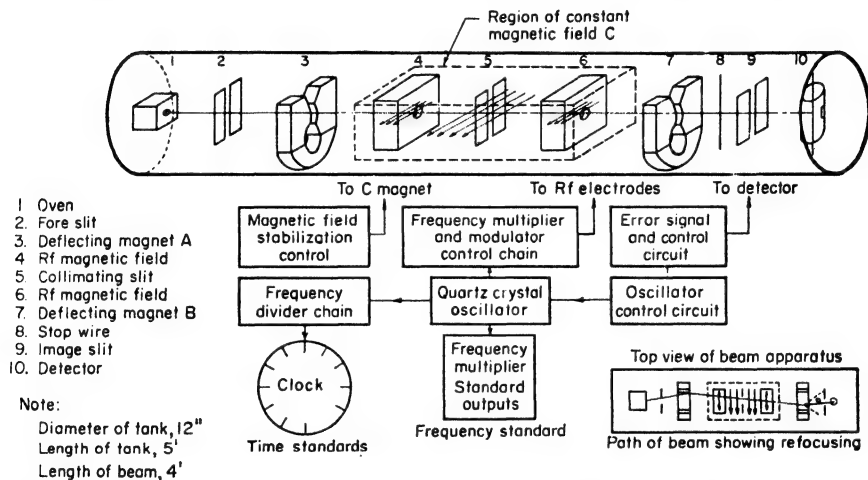 Region of constant
magnetic field C
1 2 3 4 5 6 7 8 9 10
To C magnet
To Rf electrodes
To detector
1 Oven
2. Fore slit
3. Deflecting magnet A
4 Rf magnetic field
5. Collimating slit
6. Rf magnetic field
7. Deflecting magnet B
8. Stop wire
9. Image slit
10. Detector
Note:
Diameter of tank, 12"
Length of tank, 5'
Length of beam, 4'
Magnetic field
stabilization
control
Frequency multiplier
and modulator
control chain
Error signal
and control
circuit
Frequency
divider chain
Quartz crystal
oscillator
Oscillator
control circuit
Clock
Time standards
Frequency
multiplier
Standard
outputs
Frequency standard
Top view of beam apparatus
Path of beam showing refocusing